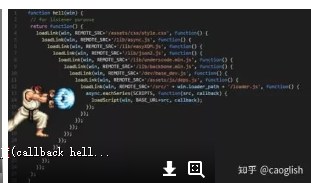 function hell(win) {
// for listener purpose
return function() {
loadLink(win, REMOTE_SRC+'/assets/css/style.css', function() {
loadLink(win, REMOTE_SRC+'/lib/async.js', function() {
loadLink(win, REMOTE_SRC+'/lib/easyXDM.js', function() {
loadLink(win, REMOTE_SRC+'/lib/json2.js', function() {
loadLink(win, REMOTE_SRC+'/lib/underscode.min.js', function() {
loadLink(win, REMOTE_SRC+'/lib/backbone.min.js', function() {
loadLink(win, REMOTE_SRC+'/dev/base_dev.js', function() {
loadLink(win, REMOTE_SRC+'/assets/js/deps.js', function() {
loadLink(win, REMOTE_SRC+'/src/' + win.loader_path + '/loader.js', function() {
async.eachSeries(SCRIPTS, function(src, callback) {
loadScript(win, BASE_URL+src, callback);
});
});
});
});
});
});
});
});
});
});
};
}
(callback hell...
知乎 @caoglish